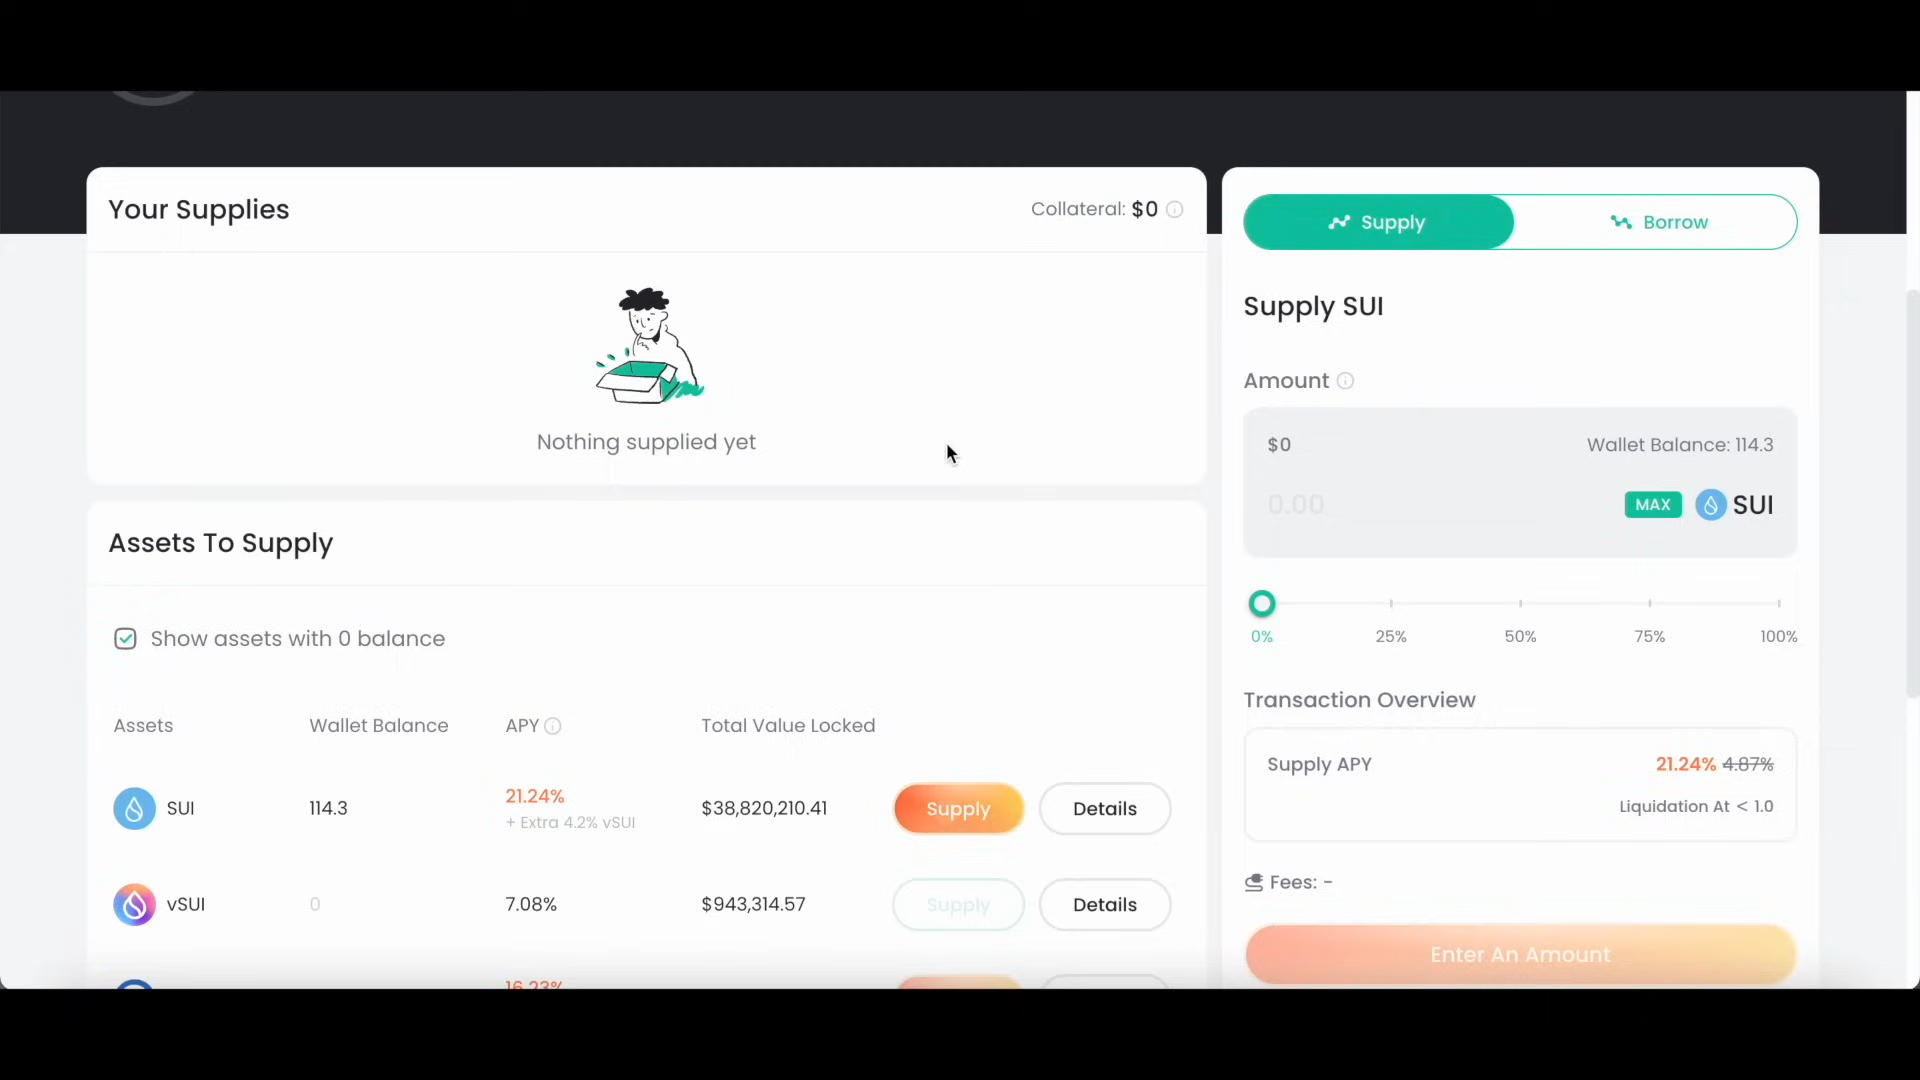 Your Supplies
Collateral: $0
Nothing supplied yet
Assets To Supply
Show assets with 0 balance
Assets Wallet Balance APY Total Value Locked
SUI 114.3 21.24% $38,820,210.41 Supply Details
+ Extra 4.2% vSUI
vSUI 0 7.08% $943,314.57 Supply Details
16.23%
Supply Borrow
Supply SUI
Amount
$0 Wallet Balance: 114.3
0.00 MAX SUI
0% 25% 50% 75% 100%
Transaction Overview
Supply APY 21.24% 4.87%
Liquidation At < 1.0
Fees: -
Enter An Amount